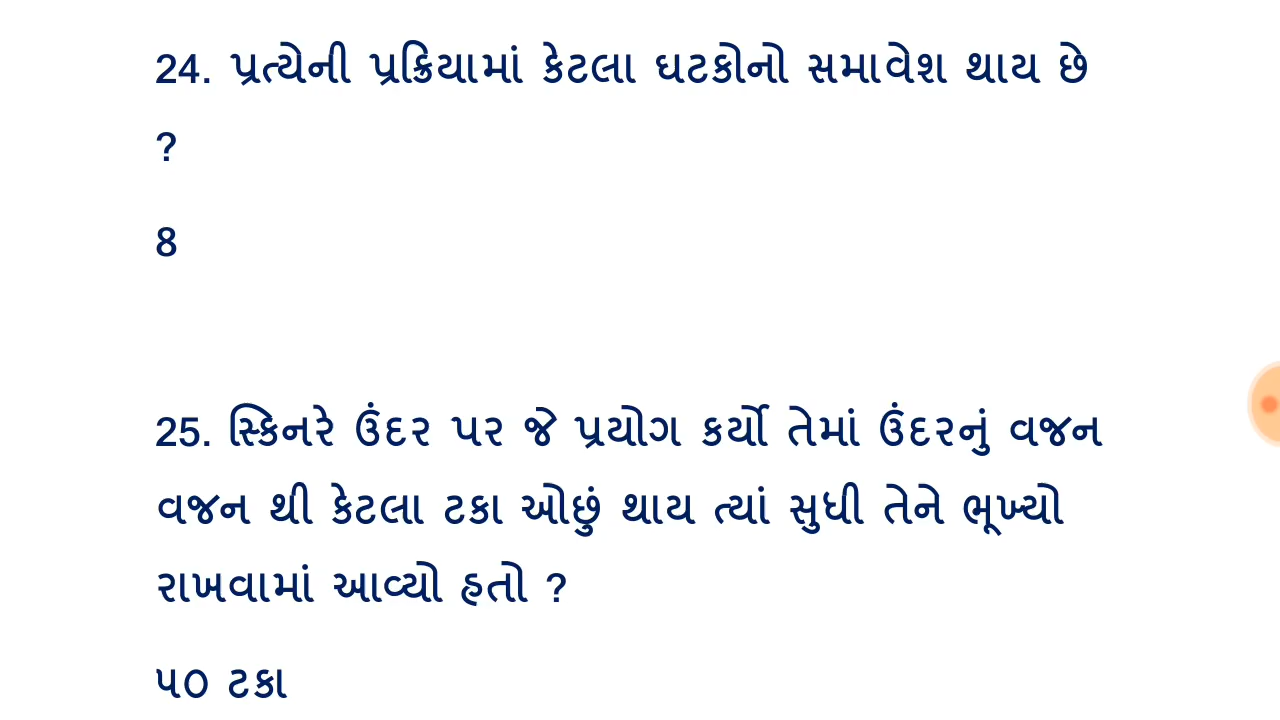 24. પ્રત્યેની પ્રક્રિયામાં કેટલા ઘટકોનો સમાવેશ થાય છે
?
8
25. સ્કિનરે ઉંદર પર જે પ્રયોગ કર્યો તેમાં ઉંદરનું વજન
વજન થી કેટલા ટકા ઓછું થાય ત્યાં સુધી તેને ભૂખ્યો
રાખવામાં આવ્યો હતો ?
૫૦ ટકા